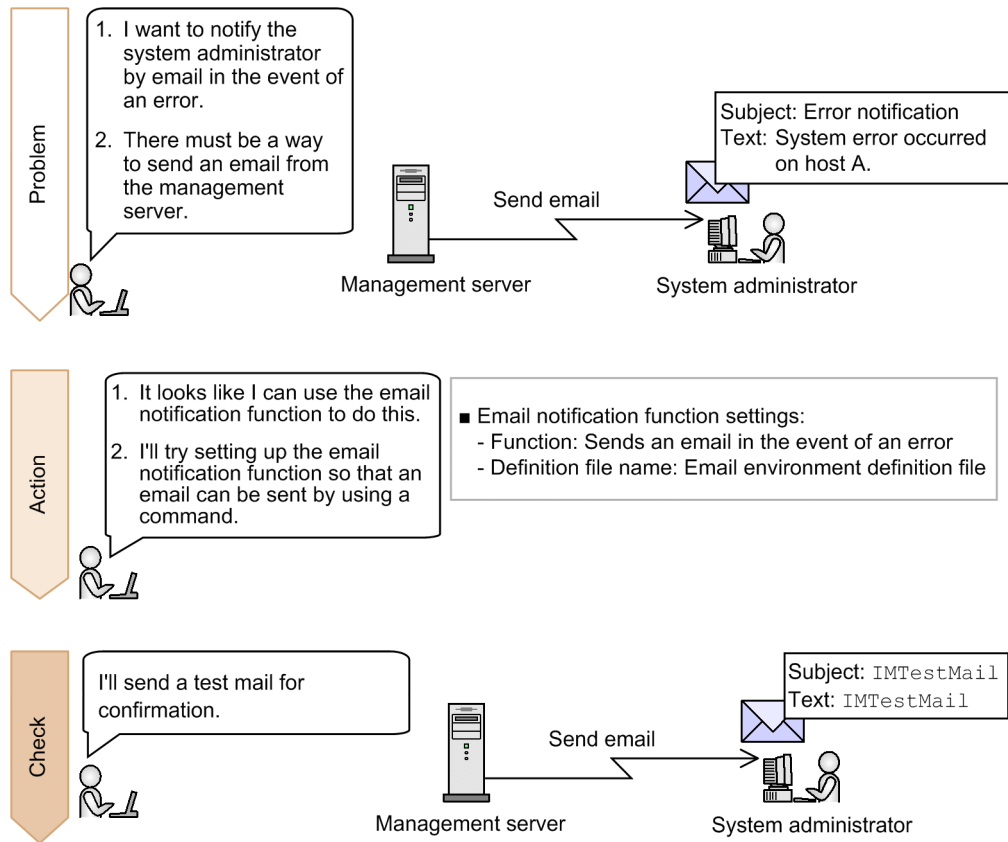 Problem
1. I want to notify the
system administrator
by email in the event of
an error.
2. There must be a way
to send an email from
the management
server.
Send email
Management server
Subject: Error notification
Text: System error occurred
on host A.
System administrator
Action
1. It looks like I can use the email
notification function to do this.
2. I'll try setting up the email
notification function so that an
email can be sent by using a
command.
■ Email notification function settings:
- Function: Sends an email in the event of an error
- Definition file name: Email environment definition file
Check
I'll send a test mail for
confirmation.
Send email
Management server
Subject: IMTestMail
Text: IMTestMail
System administrator